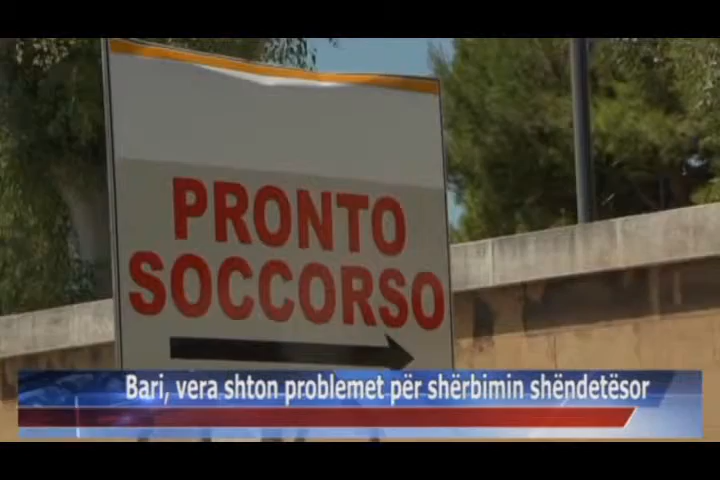 PRONTO
SOCCORSO
Bari, vera shton problemet për shërbimin shëndetësor